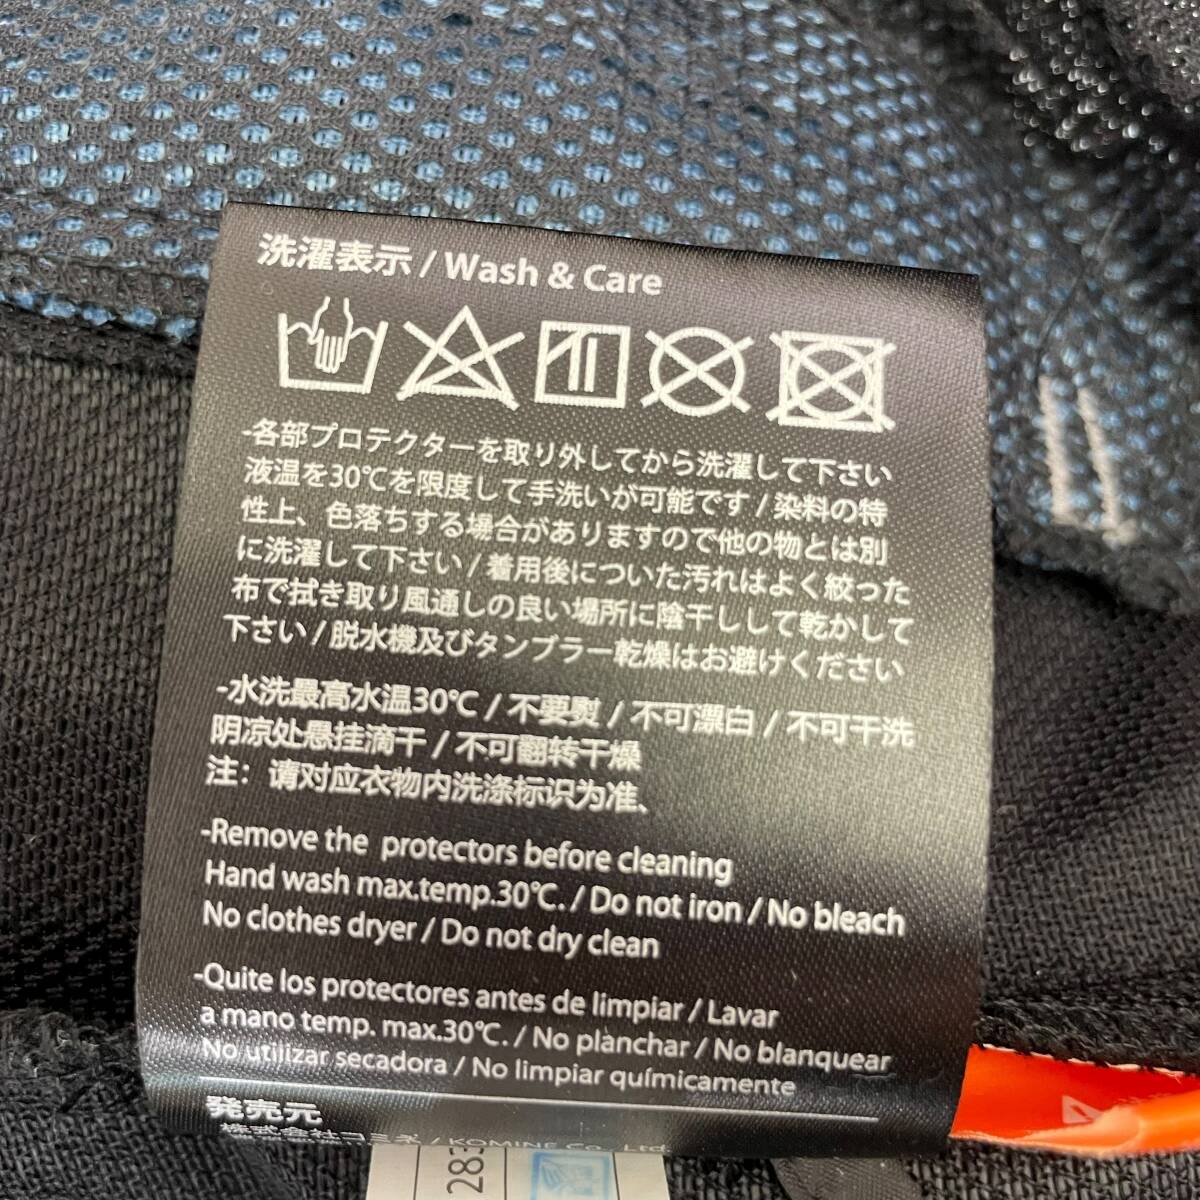 洗濯表示 / Wash & Care
-各部プロテクターを取り外してから洗濯して下さい
液温を30℃を限度して手洗いが可能です / 染料の特
性上、色落ちする場合がありますので他の物とは別
に洗濯して下さい / 着用後についた汚れはよく絞った
布で拭き取り風通しの良い場所に陰干しして乾かして
下さい / 脱水機及びタンブラー乾燥はお避けください
-水洗最高水温30℃ / 不要熨 / 不可漂白 / 不可干洗
阴凉处悬挂滴干 / 不可翻转干燥
注：请对应衣物内洗涤标识为准、
-Remove the protectors before cleaning
Hand wash max.temp.30℃. / Do not iron / No bleach
No clothes dryer / Do not dry clean
-Quite los protectores antes de limpiar / Lavar
a mano temp. max.30℃. / No planchar / No blanquear
No utilizar secadora / No limpiar químicamente
発売元
株式会社コミネ / KOMINE Co., Ltd.
283